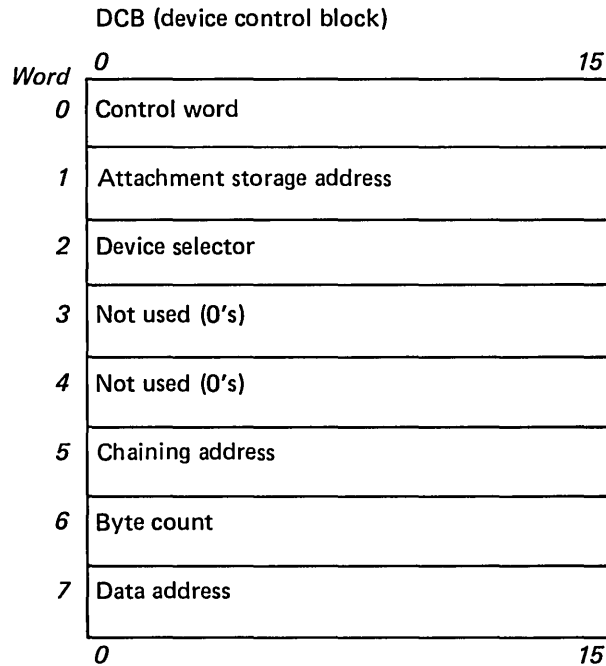 DCB (device control block)
0 15
Word
0 Control word
1 Attachment storage address
2 Device selector
3 Not used (0's)
4 Not used (0's)
5 Chaining address
6 Byte count
7 Data address
0 15